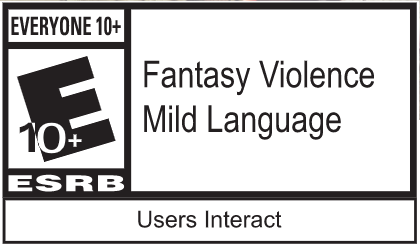 EVERYONE 10+
E
10+
ESRB
Fantasy Violence
Mild Language
Users Interact